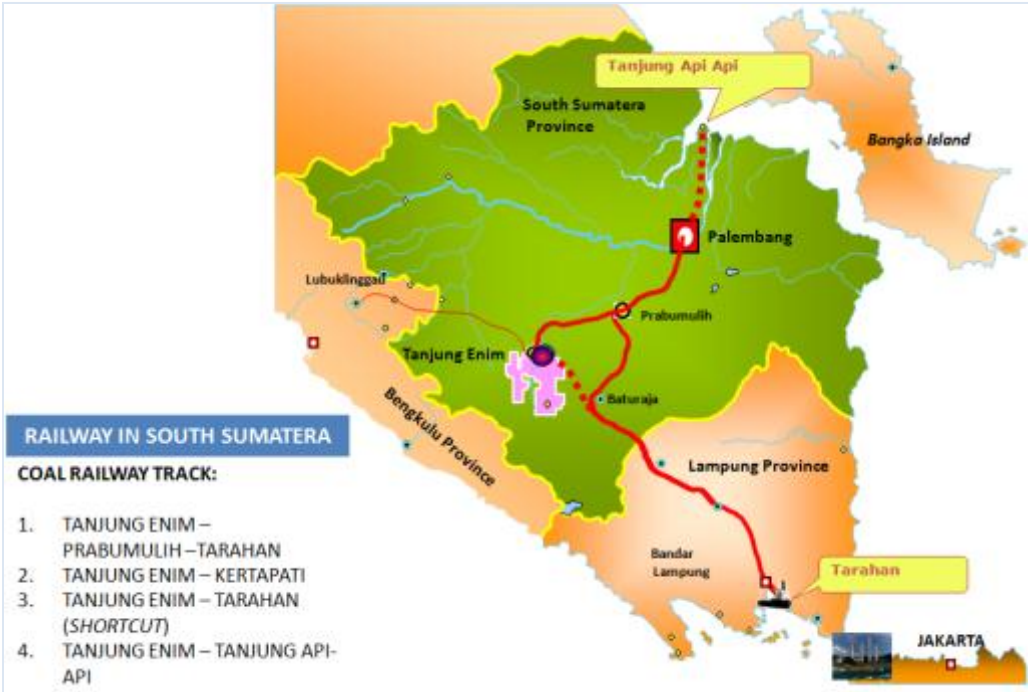 Tanjung Api Api
South Sumatera
Province
Bangka Island
Palembang
Lubuklinggau
Prabumulih
Tanjung Enim
Baturaja
Bengkulu Province
Lampung Province
Bandar
Lampung
Tarahan
JAKARTA
RAILWAY IN SOUTH SUMATERA
COAL RAILWAY TRACK:
1. TANJUNG ENIM –
PRABUMULIH –TARAHAN
2. TANJUNG ENIM – KERTAPATI
3. TANJUNG ENIM – TARAHAN
(SHORTCUT)
4. TANJUNG ENIM – TANJUNG API-
API